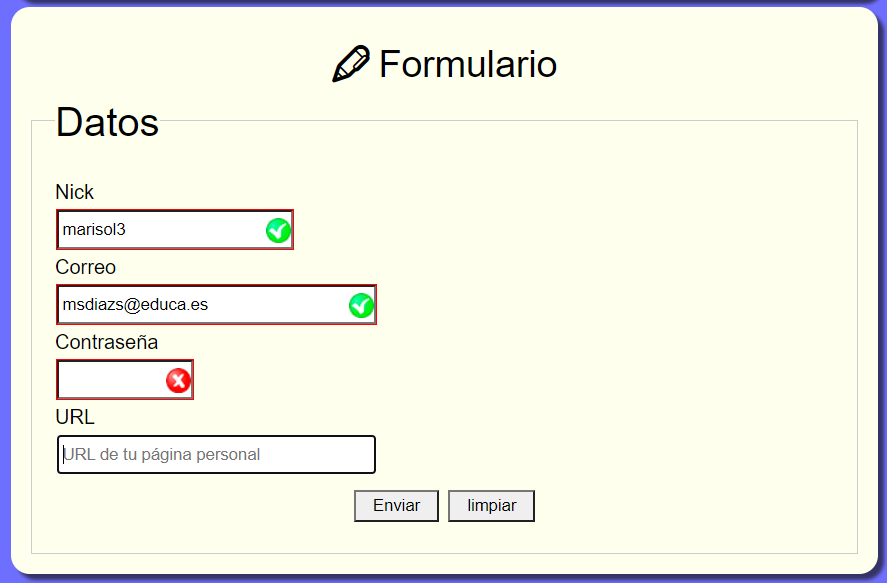 Formulario
Datos
Nick
marisol3
Correo
msdiazs@educa.es
Contraseña
URL
URL de tu página personal
Enviar limpiar